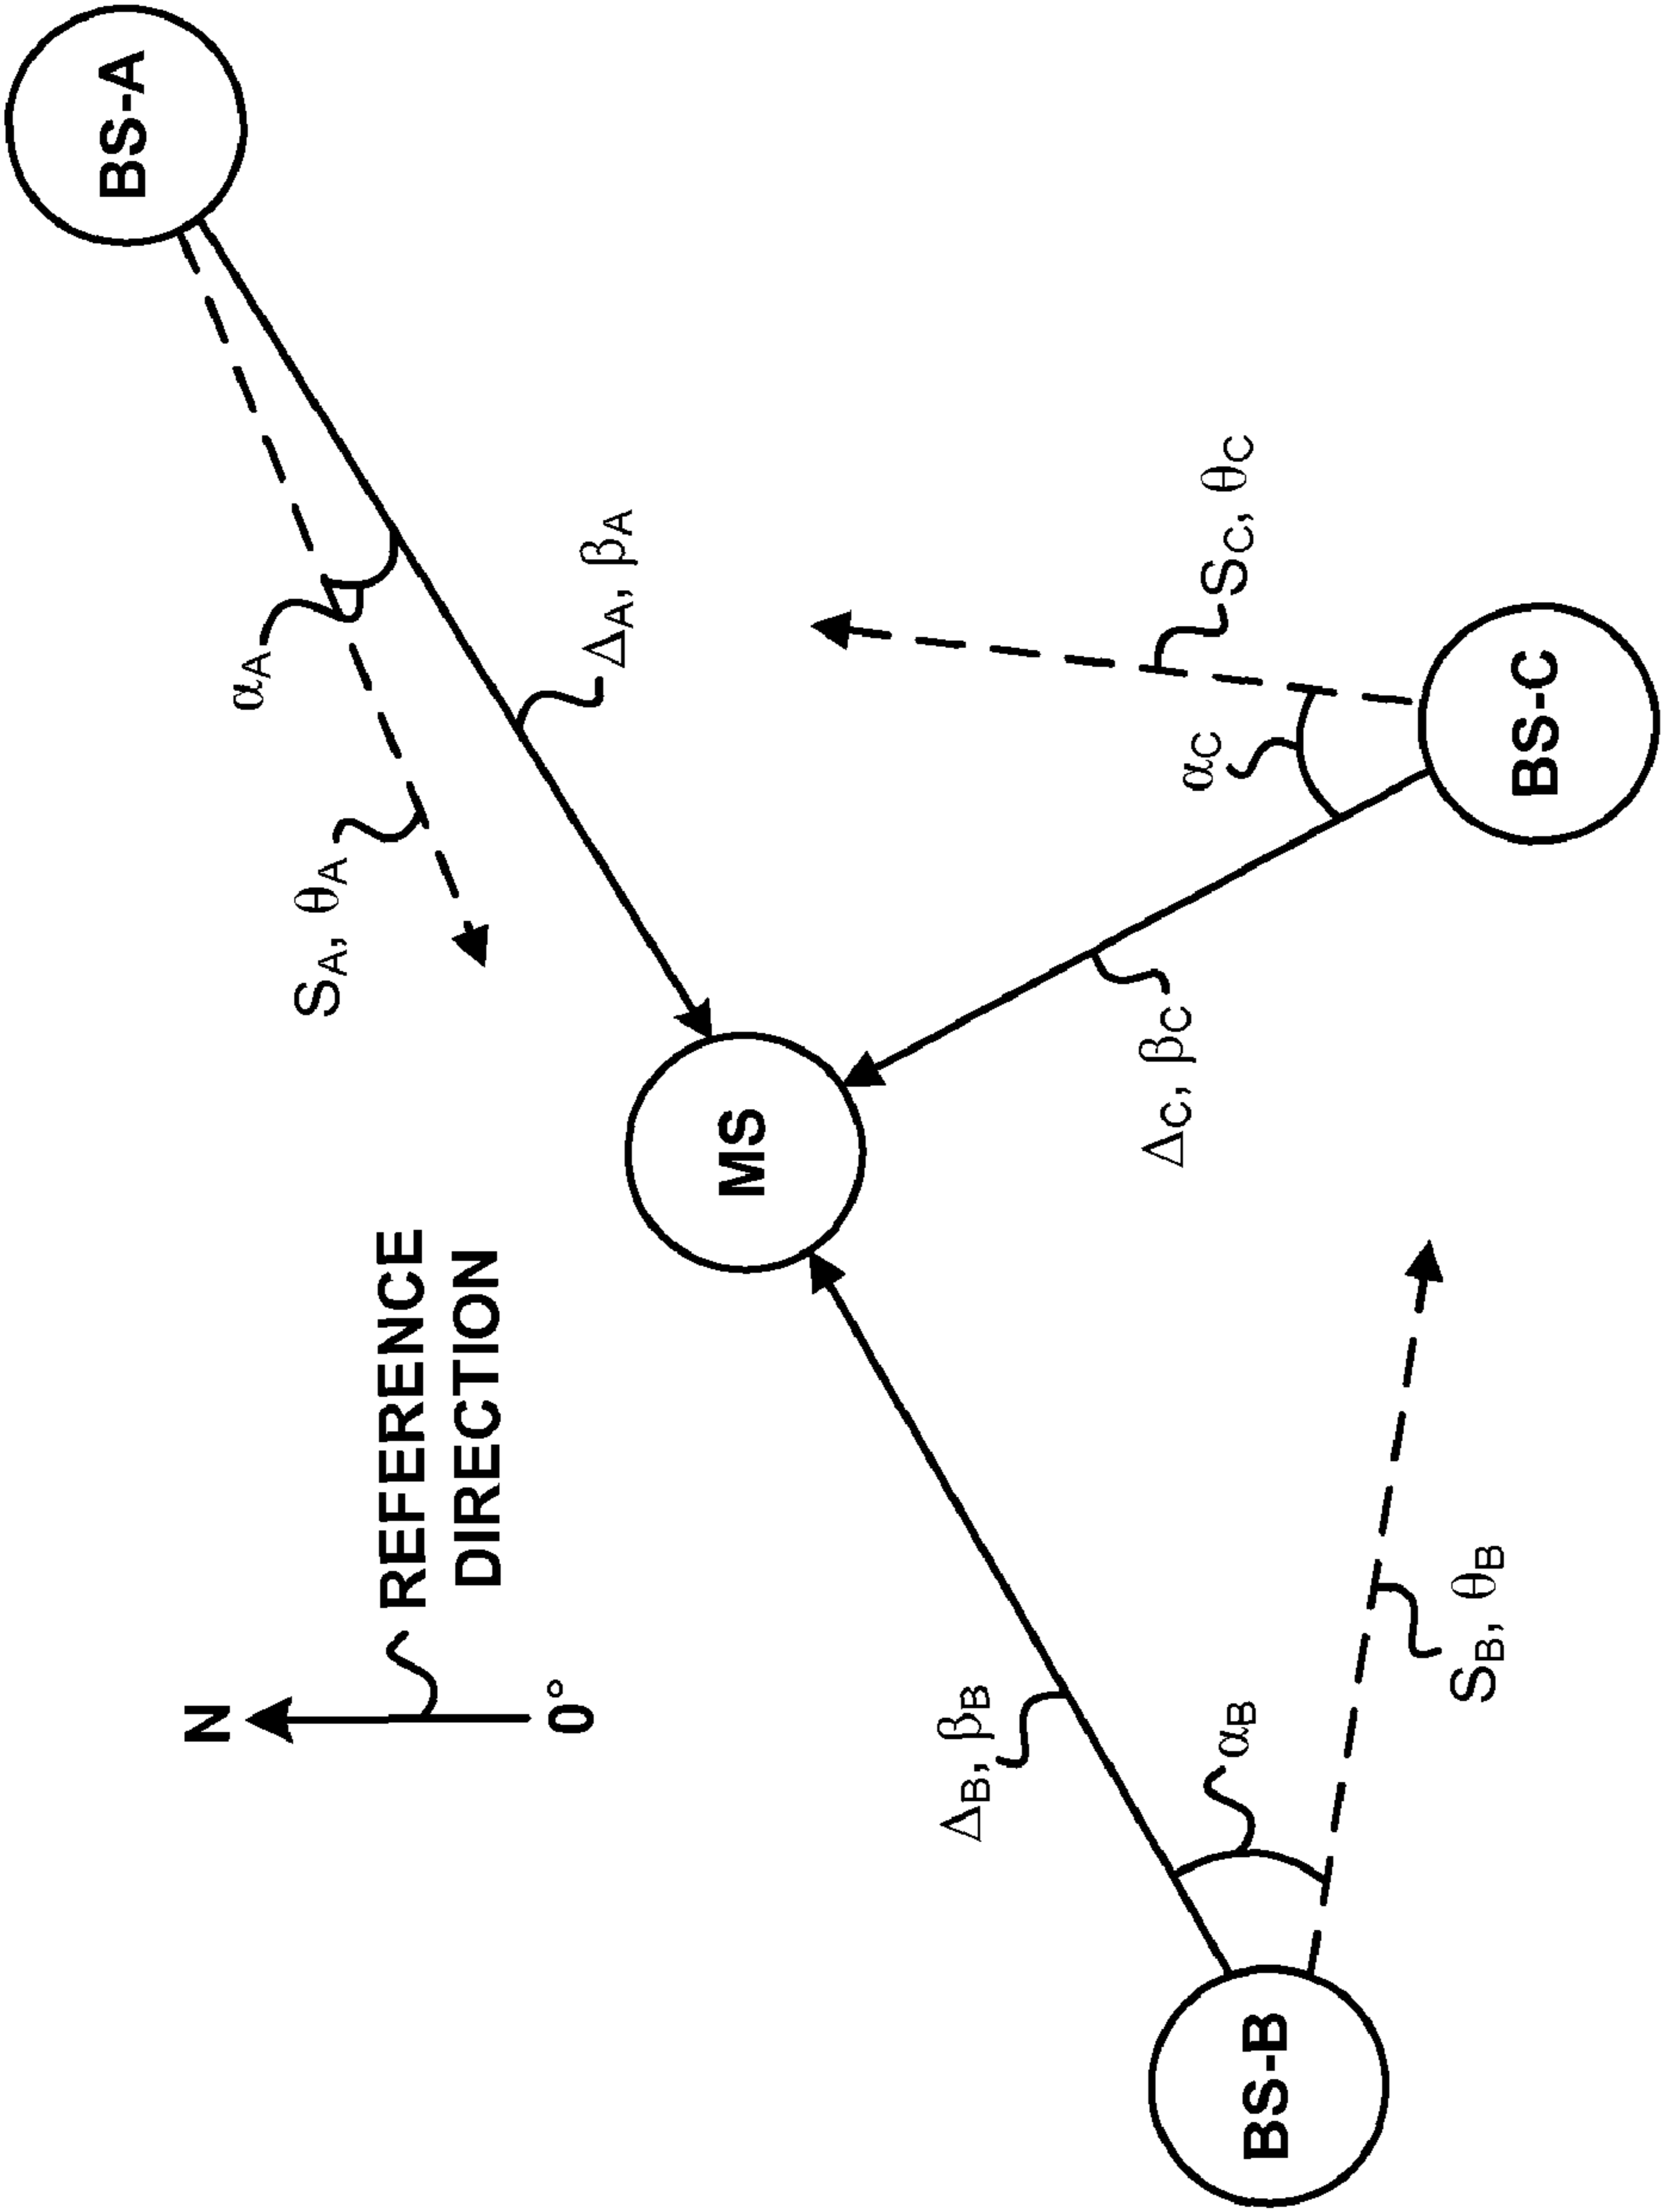 N
REFERENCE
DIRECTION
0°
BS-A
αA
SA, θA
ΔA, βA
MS
ΔB, βB
αB
SB, θB
BS-B
ΔC, βC
αC
SC, θC
BS-C